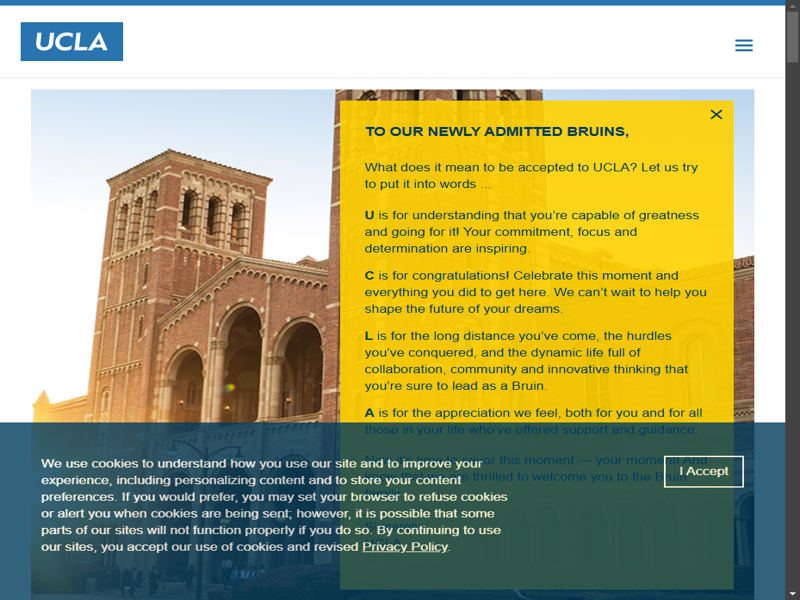 UCLA
TO OUR NEWLY ADMITTED BRUINS,
What does it mean to be accepted to UCLA? Let us try
to put it into words ...
U is for understanding that you're capable of greatness
and going for it! Your commitment, focus and
determination are inspiring.
C is for congratulations! Celebrate this moment and
everything you did to get here. We can't wait to help you
shape the future of your dreams.
L is for the long distance you've come, the hurdles
you've conquered, and the dynamic life full of
collaboration, community and innovative thinking that
you're sure to lead as a Bruin.
A is for the appreciation we feel, both for you and for all
those in your life who've offered support and guidance
this moment — your moment! And
thrilled to welcome you to the Bruin
We use cookies to understand how you use our site and to improve your
experience, including personalizing content and to store your content
preferences. If you would prefer, you may set your browser to refuse cookies
or alert you when cookies are being sent; however, it is possible that some
parts of our sites will not function properly if you do so. By continuing to use
our sites, you accept our use of cookies and revised Privacy Policy.
I Accept